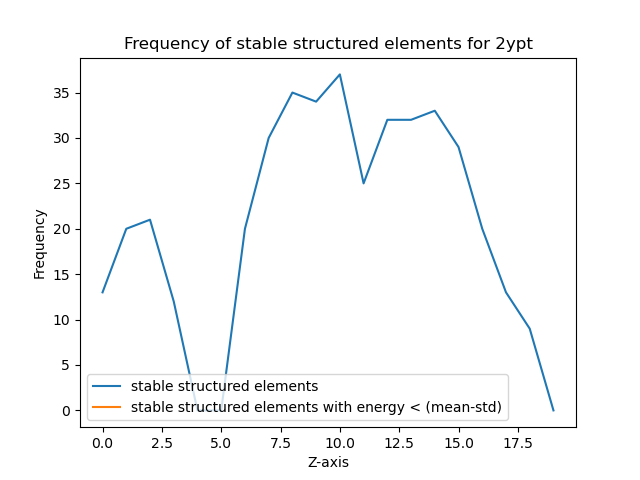 Frequency of stable structured elements for 2ypt
35
30
25
20
15
10
5
0
Frequency
stable structured elements
stable structured elements with energy < (mean-std)
0.0 2.5 5.0 7.5 10.0 12.5 15.0 17.5
Z-axis